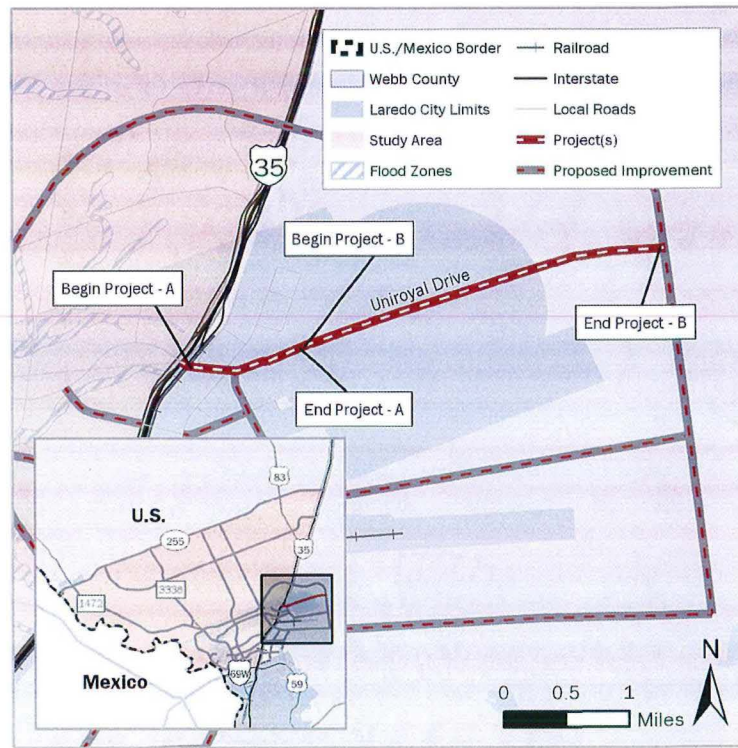 U.S./Mexico Border
Webb County
Laredo City Limits
Study Area
Flood Zones
Railroad
Interstate
Local Roads
Project(s)
Proposed Improvement
35
Begin Project - B
Begin Project - A
Uniroyal Drive
End Project - B
End Project - A
83
U.S.
255
35
3338
1472
69W
59
Mexico
N
0 0.5 1
Miles